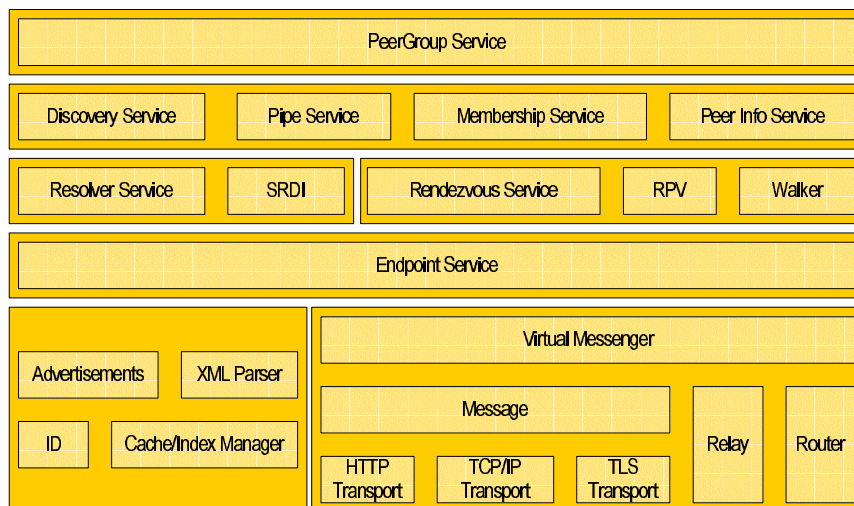 PeerGroup Service
Discovery Service
Pipe Service
Membership Service
Peer Info Service
Resolver Service
SRDI
Rendezvous Service
RPV
Walker
Endpoint Service
Virtual Messenger
Advertisements
XML Parser
Message
Relay
Router
ID
Cache/Index Manager
HTTP
Transport
TCP/IP
Transport
TLS
Transport